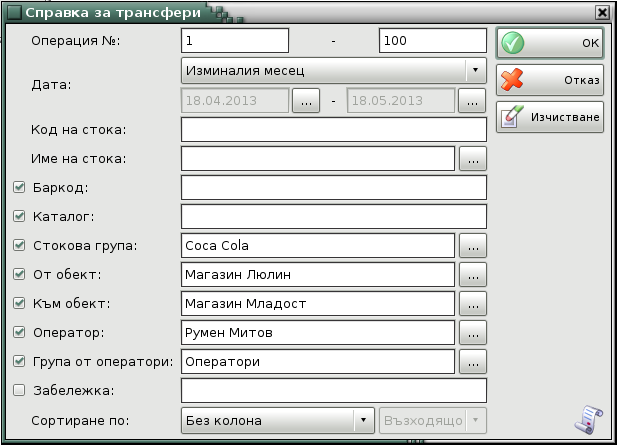 Справка за трансфери
Операция №: 1 - 100 OK
Дата: Изминалия месец Отказ
18.04.2013 ... - 18.05.2013 ...
Изчистване
Код на стока:
Име на стока: ...
Баркод:
Каталог:
Стокова група: Coca Cola ...
От обект: Магазин Люлин ...
Към обект: Магазин Младост ...
Оператор: Румен Митов ...
Група от оператори: Оператори ...
Забележка:
Сортиране по: Без колона Възходящо